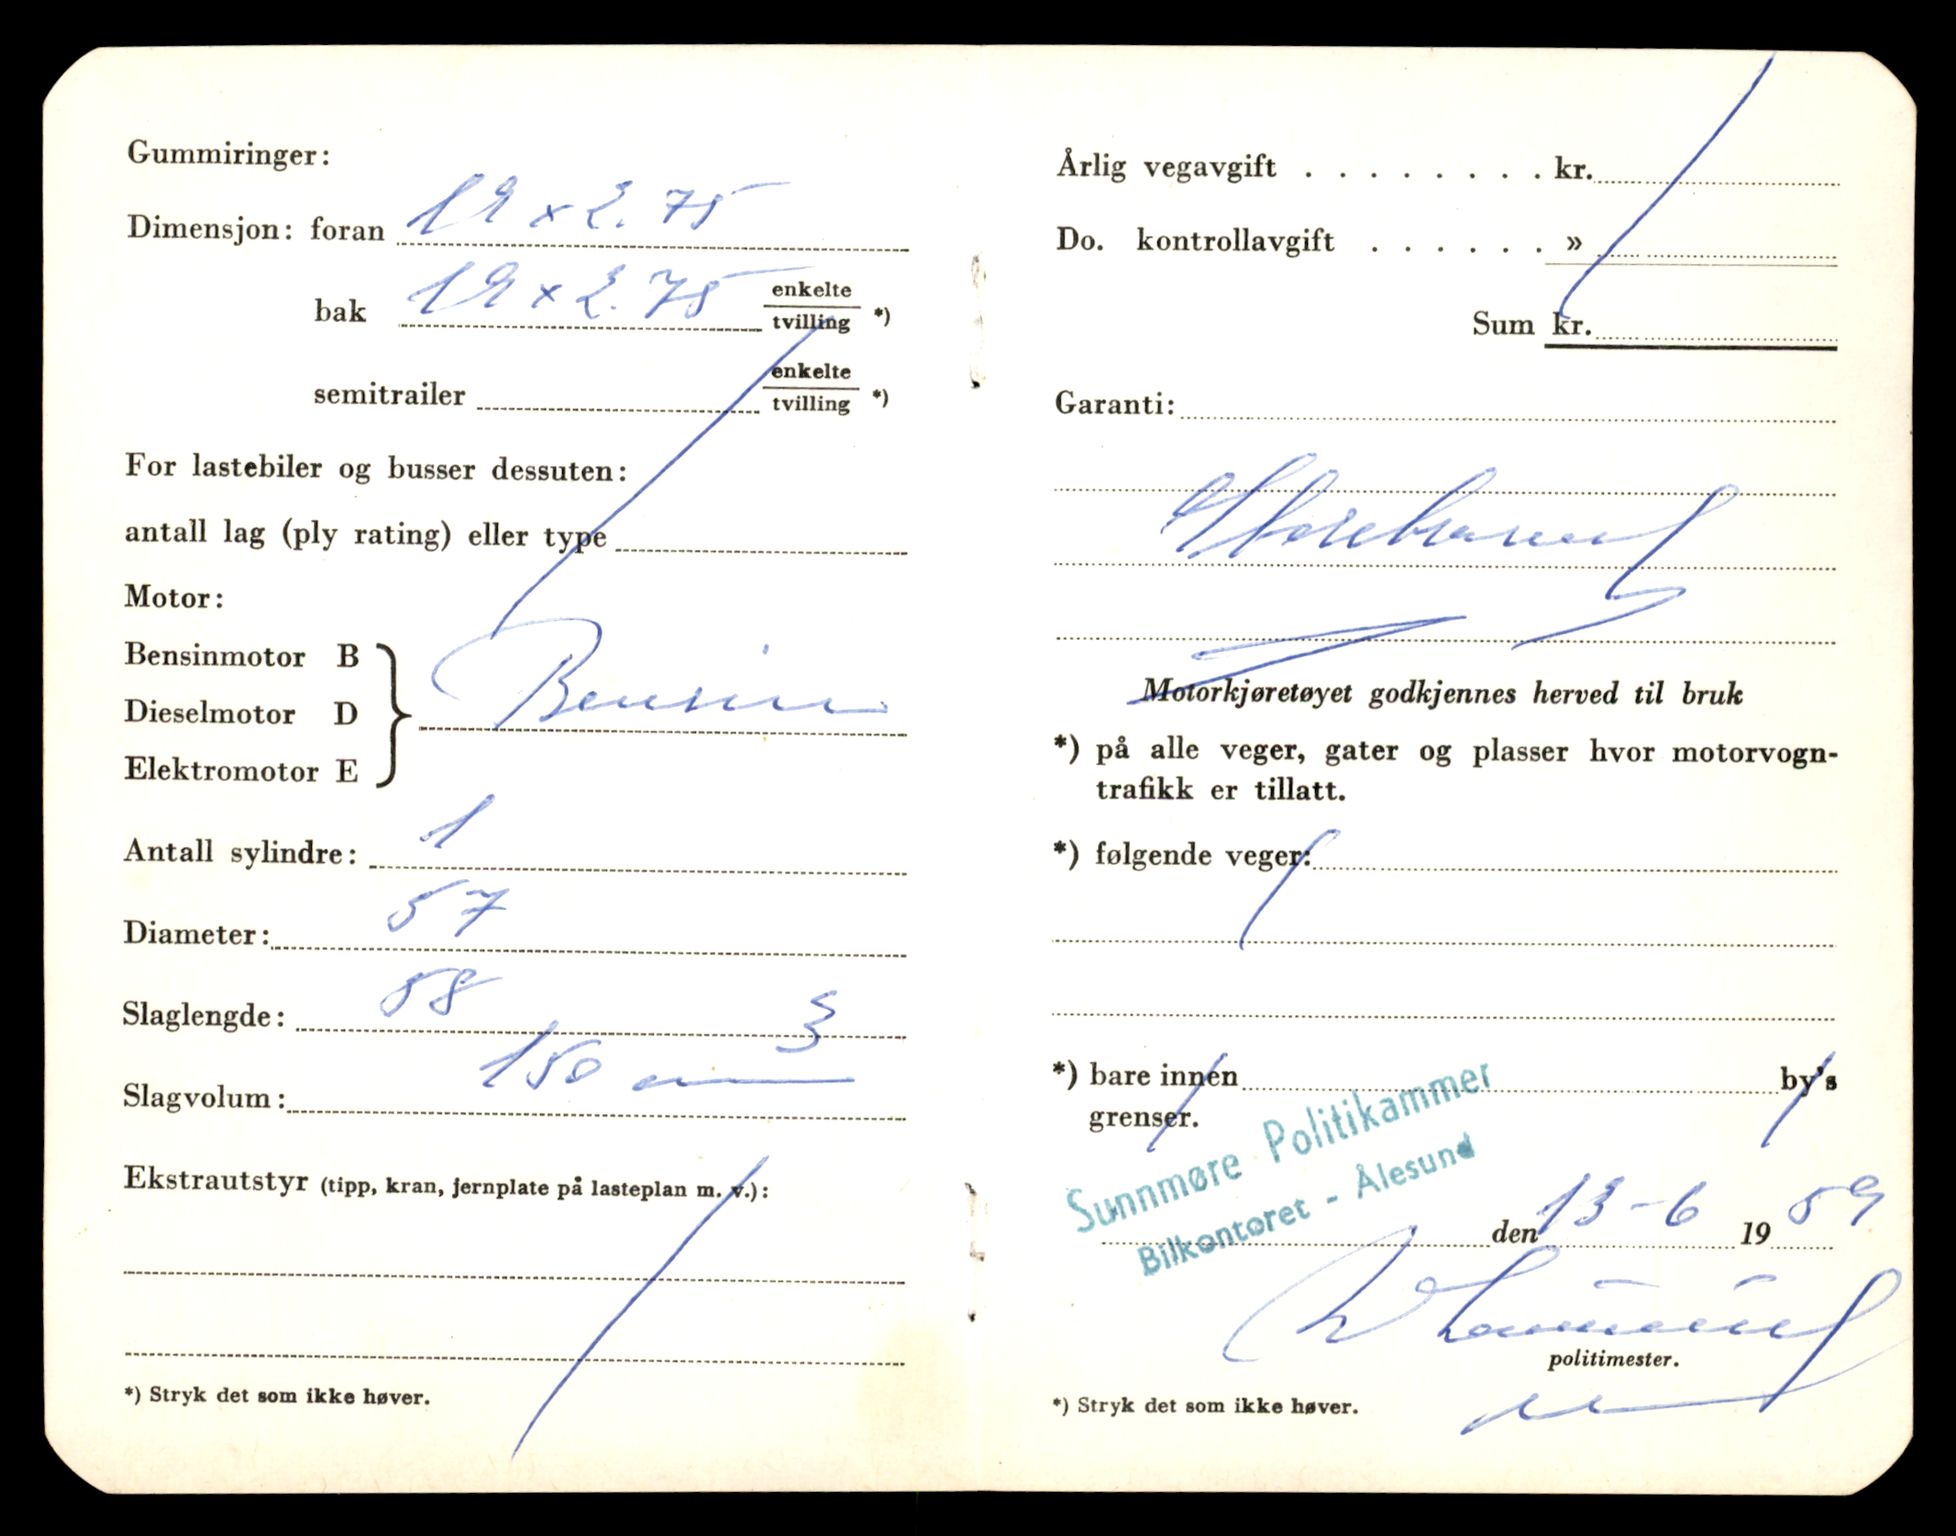 Gummiringer:
Dimensjon: foran 19 x 2.75
bak 19 x 2.75 enkelte
tvilling *)
semitrailer enkelte
tvilling *)
For lastebiler og busser dessuten:
antall lag (ply rating) eller type
Motor:
Bensinmotor B
Dieselmotor D
Elektromotor E
Bensin
Antall sylindre: 1
Diameter: 57
Slaglengde: 58
Slagvolum: 150 cm3
Ekstrautstyr (tipp, kran, jernplate på lasteplan m. v.):
*) Stryk det som ikke høver.
Årlig vegavgift . . . . . . . . kr.
Do. kontrollavgift . . . . . . »
Sum kr.
Garanti:
Storebrand
Motorkjøretøyet godkjennes herved til bruk
*) på alle veger, gater og plasser hvor motorvogn-
trafikk er tillatt.
*) følgende veger:
*) bare innen by's
grenser.
Sunnmøre Politikammer
Bilkontoret - Ålesund
den 13-6 1959
politimester.
*) Stryk det som ikke høver.